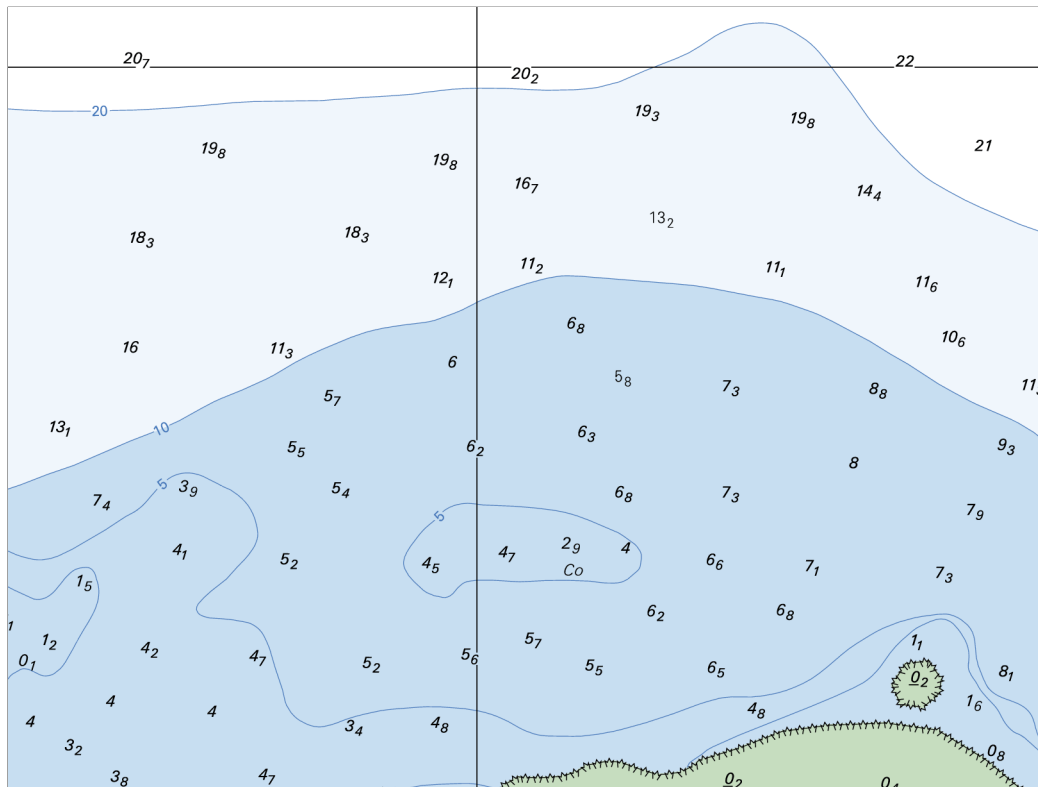 20₇ 20₂ 22
20 19₃ 19₈
19₈ 19₈ 21
16₇ 14₄
18₃ 18₃ 13₂
12₁ 11₂ 11₁ 11₆
6₈ 10₆
16 11₃ 6
5₇ 5₈ 7₃ 8₈
13₁ 10 6₃
5₅ 6₂ 8 9₃
5 3₉ 5₄ 6₈ 7₃
7₄ 5 7₉
4₁ 5₂ 4₅ 4₇ 2₉ 4 6₆ 7₁ 7₃
Co
1₅ 6₂ 6₈
1 1₂ 4₂ 5₇ 1₁
0₁ 4₇ 5₂ 5₆ 5₅ 6₅ 8₁
0₂
4 4 4₈ 1₆
4 3₄ 4₈
3₂ 0₈
3₈ 4₇ 0₂